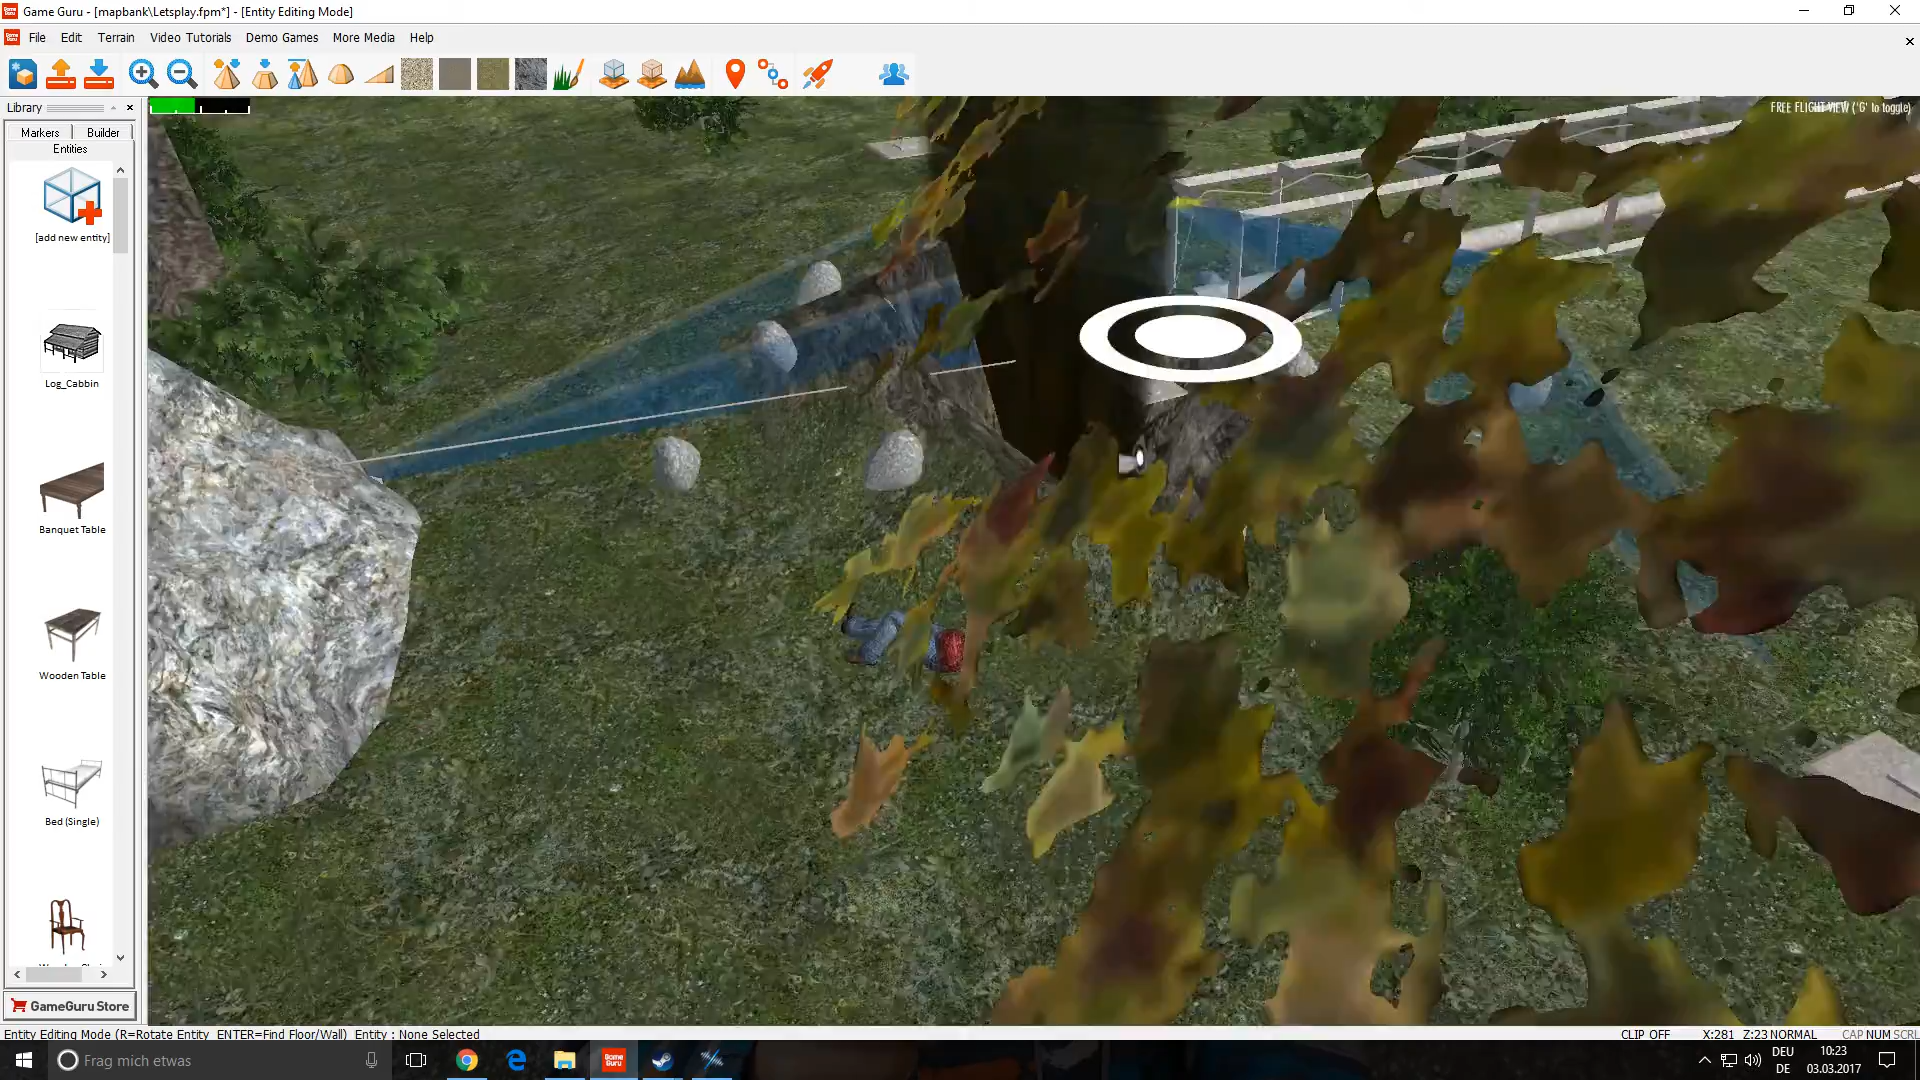 Game Guru - [mapbank\Letsplay.fpm*] - [Entity Editing Mode]
File Edit Terrain Video Tutorials Demo Games More Media Help
Library
FREE FLIGHT VIEW ('G' to toggle)
Markers Builder
Entities
[add new entity]
Log_Cabbin
Banquet Table
Wooden Table
Bed (Single)
GameGuru Store
Entity Editing Mode (R=Rotate Entity ENTER=Find Floor/Wall) Entity : None Selected
CLIP OFF X:281 Z:23 NORMAL CAP NUM SCRL
Frag mich etwas
Game
Guru
DEU
DE
10:23
03.03.2017